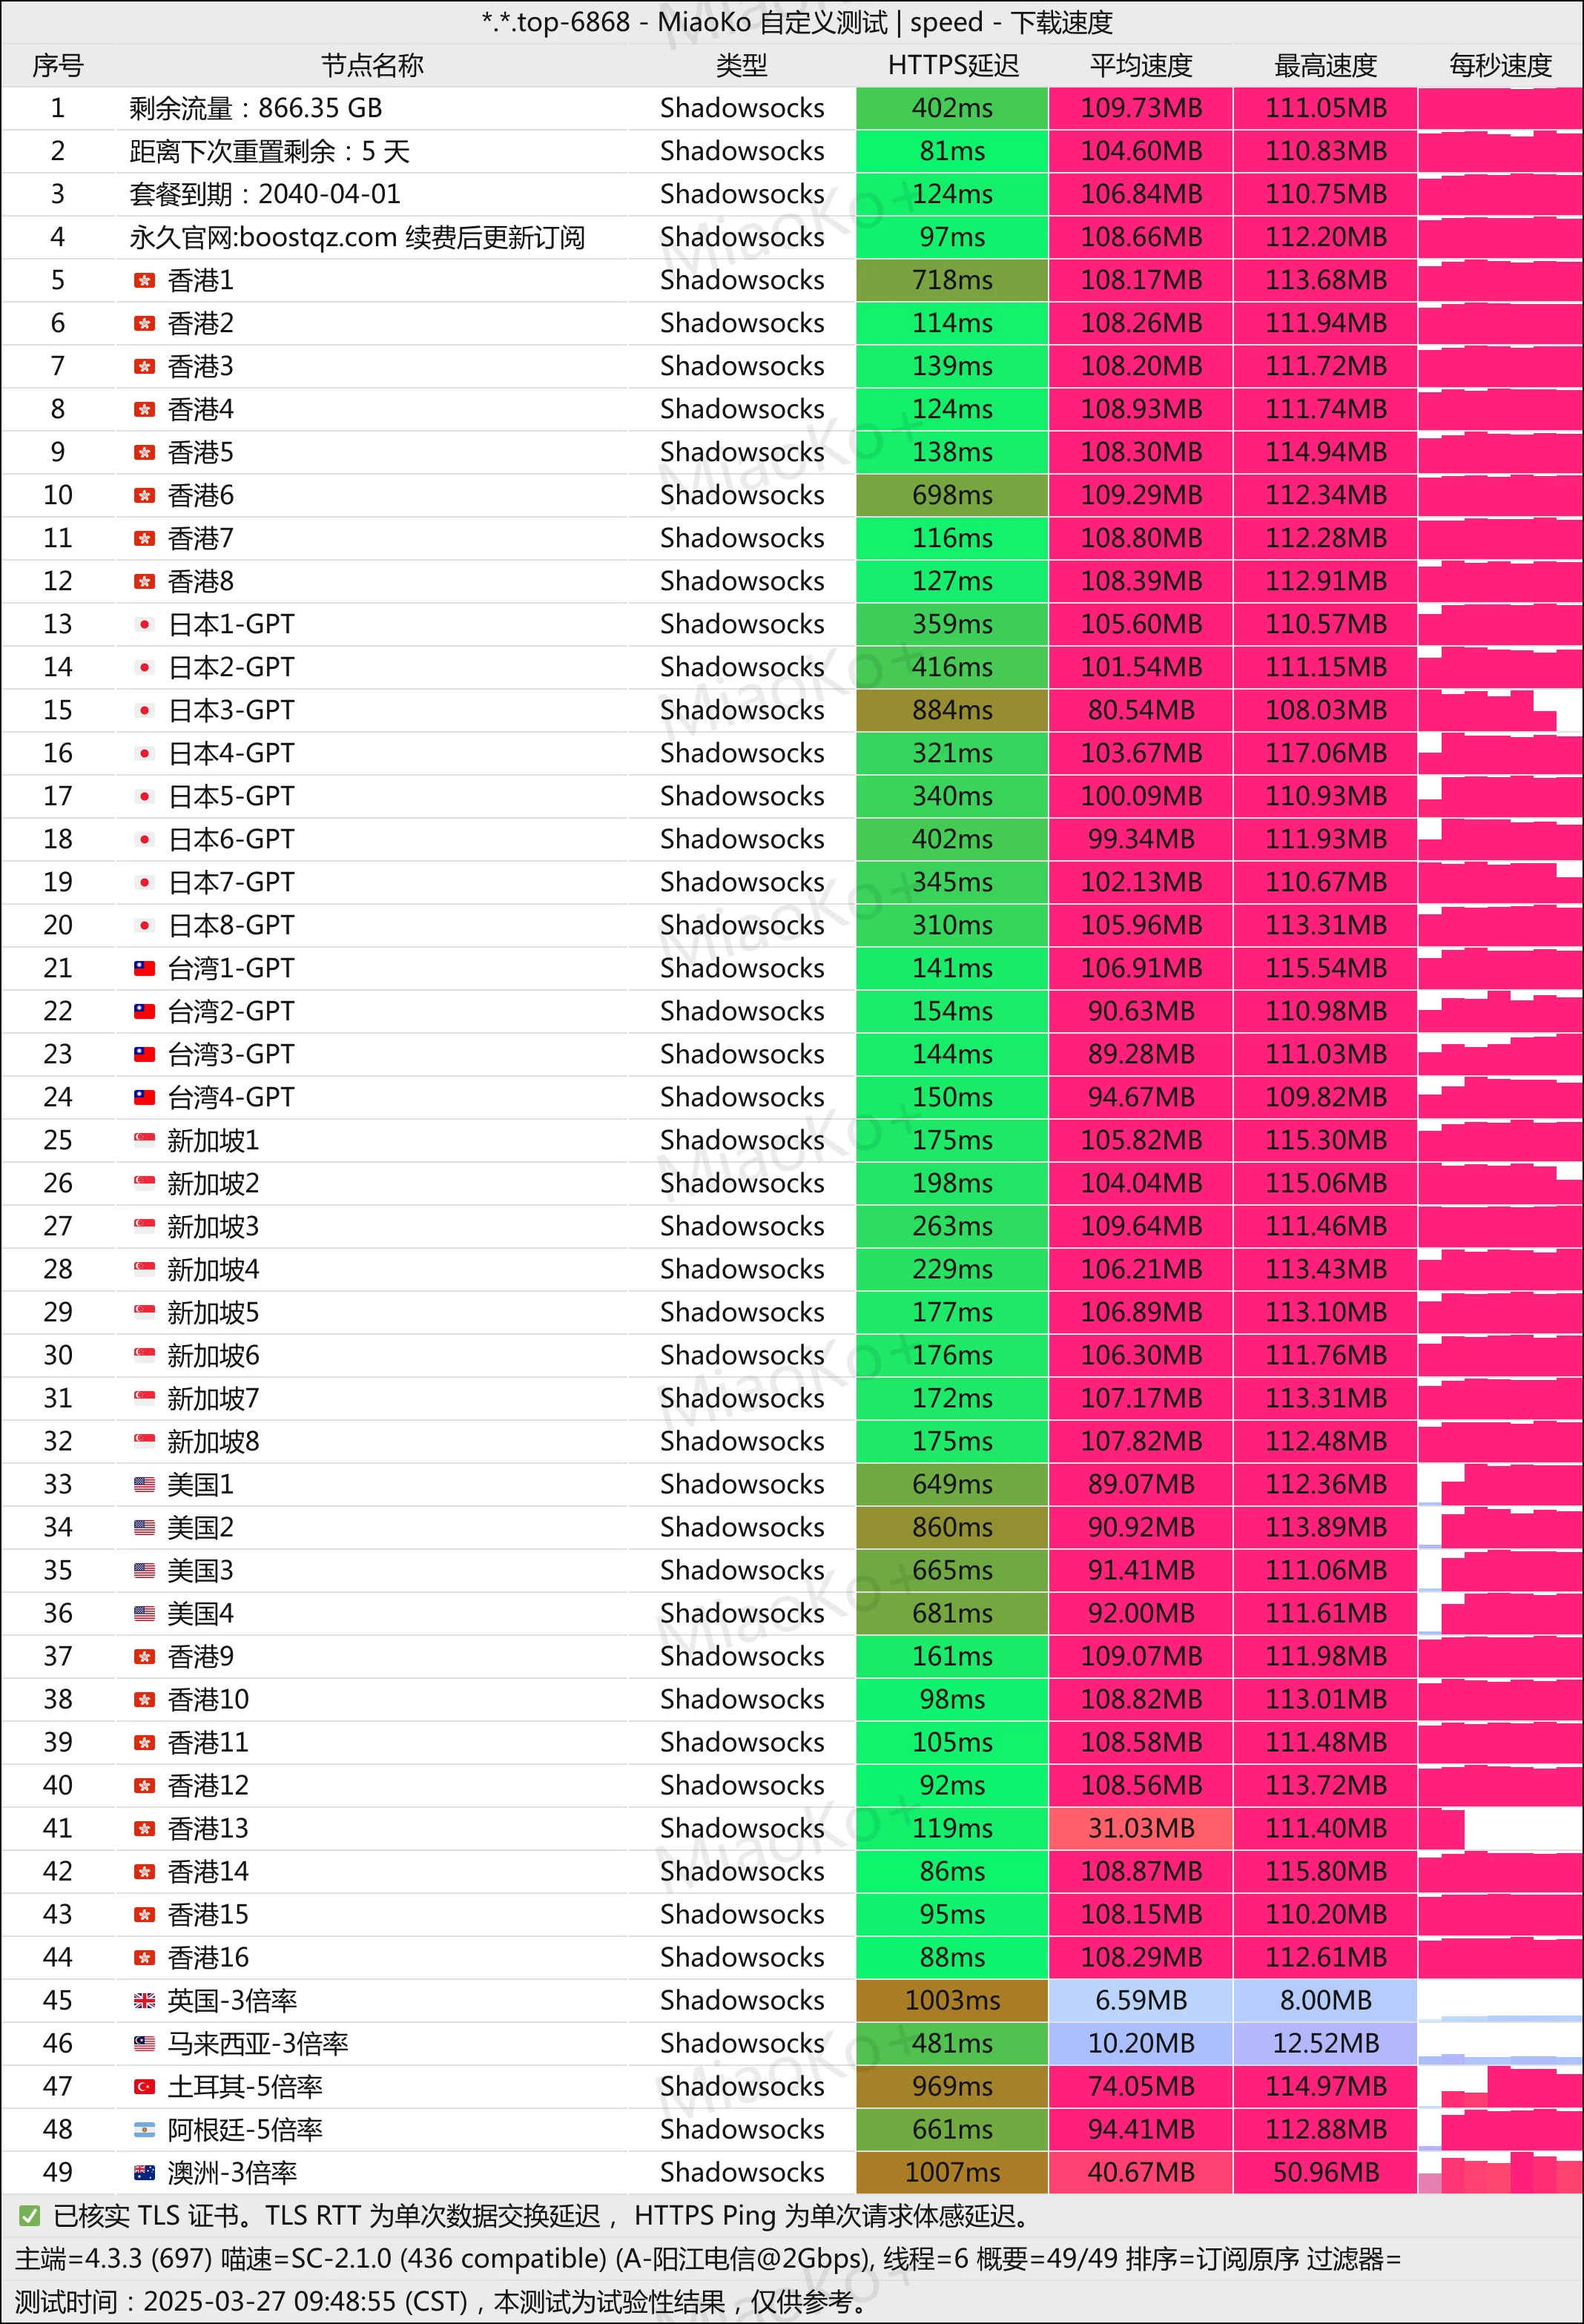 *.*.top-6868 - MiaoKo 自定义测试 | speed - 下载速度
序号 节点名称 类型 HTTPS延迟 平均速度 最高速度 每秒速度
1 剩余流量：866.35 GB Shadowsocks 402ms 109.73MB 111.05MB
2 距离下次重置剩余：5 天 Shadowsocks 81ms 104.60MB 110.83MB
3 套餐到期：2040-04-01 Shadowsocks 124ms 106.84MB 110.75MB
4 永久官网:boostqz.com 续费后更新订阅 Shadowsocks 97ms 108.66MB 112.20MB
5 香港1 Shadowsocks 718ms 108.17MB 113.68MB
6 香港2 Shadowsocks 114ms 108.26MB 111.94MB
7 香港3 Shadowsocks 139ms 108.20MB 111.72MB
8 香港4 Shadowsocks 124ms 108.93MB 111.74MB
9 香港5 Shadowsocks 138ms 108.30MB 114.94MB
10 香港6 Shadowsocks 698ms 109.29MB 112.34MB
11 香港7 Shadowsocks 116ms 108.80MB 112.28MB
12 香港8 Shadowsocks 127ms 108.39MB 112.91MB
13 日本1-GPT Shadowsocks 359ms 105.60MB 110.57MB
14 日本2-GPT Shadowsocks 416ms 101.54MB 111.15MB
15 日本3-GPT Shadowsocks 884ms 80.54MB 108.03MB
16 日本4-GPT Shadowsocks 321ms 103.67MB 117.06MB
17 日本5-GPT Shadowsocks 340ms 100.09MB 110.93MB
18 日本6-GPT Shadowsocks 402ms 99.34MB 111.93MB
19 日本7-GPT Shadowsocks 345ms 102.13MB 110.67MB
20 日本8-GPT Shadowsocks 310ms 105.96MB 113.31MB
21 台湾1-GPT Shadowsocks 141ms 106.91MB 115.54MB
22 台湾2-GPT Shadowsocks 154ms 90.63MB 110.98MB
23 台湾3-GPT Shadowsocks 144ms 89.28MB 111.03MB
24 台湾4-GPT Shadowsocks 150ms 94.67MB 109.82MB
25 新加坡1 Shadowsocks 175ms 105.82MB 115.30MB
26 新加坡2 Shadowsocks 198ms 104.04MB 115.06MB
27 新加坡3 Shadowsocks 263ms 109.64MB 111.46MB
28 新加坡4 Shadowsocks 229ms 106.21MB 113.43MB
29 新加坡5 Shadowsocks 177ms 106.89MB 113.10MB
30 新加坡6 Shadowsocks 176ms 106.30MB 111.76MB
31 新加坡7 Shadowsocks 172ms 107.17MB 113.31MB
32 新加坡8 Shadowsocks 175ms 107.82MB 112.48MB
33 美国1 Shadowsocks 649ms 89.07MB 112.36MB
34 美国2 Shadowsocks 860ms 90.92MB 113.89MB
35 美国3 Shadowsocks 665ms 91.41MB 111.06MB
36 美国4 Shadowsocks 681ms 92.00MB 111.61MB
37 香港9 Shadowsocks 161ms 109.07MB 111.98MB
38 香港10 Shadowsocks 98ms 108.82MB 113.01MB
39 香港11 Shadowsocks 105ms 108.58MB 111.48MB
40 香港12 Shadowsocks 92ms 108.56MB 113.72MB
41 香港13 Shadowsocks 119ms 31.03MB 111.40MB
42 香港14 Shadowsocks 86ms 108.87MB 115.80MB
43 香港15 Shadowsocks 95ms 108.15MB 110.20MB
44 香港16 Shadowsocks 88ms 108.29MB 112.61MB
45 英国-3倍率 Shadowsocks 1003ms 6.59MB 8.00MB
46 马来西亚-3倍率 Shadowsocks 481ms 10.20MB 12.52MB
47 土耳其-5倍率 Shadowsocks 969ms 74.05MB 114.97MB
48 阿根廷-5倍率 Shadowsocks 661ms 94.41MB 112.88MB
49 澳洲-3倍率 Shadowsocks 1007ms 40.67MB 50.96MB
✅ 已核实 TLS 证书。TLS RTT 为单次数据交换延迟， HTTPS Ping 为单次请求体感延迟。
主端=4.3.3 (697) 喵速=SC-2.1.0 (436 compatible) (A-阳江电信@2Gbps), 线程=6 概要=49/49 排序=订阅原序 过滤器=
测试时间：2025-03-27 09:48:55 (CST)，本测试为试验性结果，仅供参考。